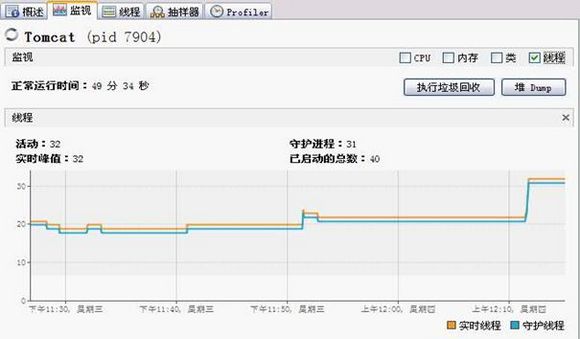 概述 监视 线程 抽样器 Profiler
Tomcat (pid 7904)
监视 CPU 内存 类 线程
正常运行时间：49 分 34 秒 执行垃圾回收 堆 Dump
线程
活动：32 守护进程：31
实时峰值：32 已启动的总数：40
30
20
10
0
下午11:30, 星期三 下午11:40, 星期三 下午11:50, 星期三 上午12:00, 星期四 上午12:10, 星期四
实时线程 守护线程